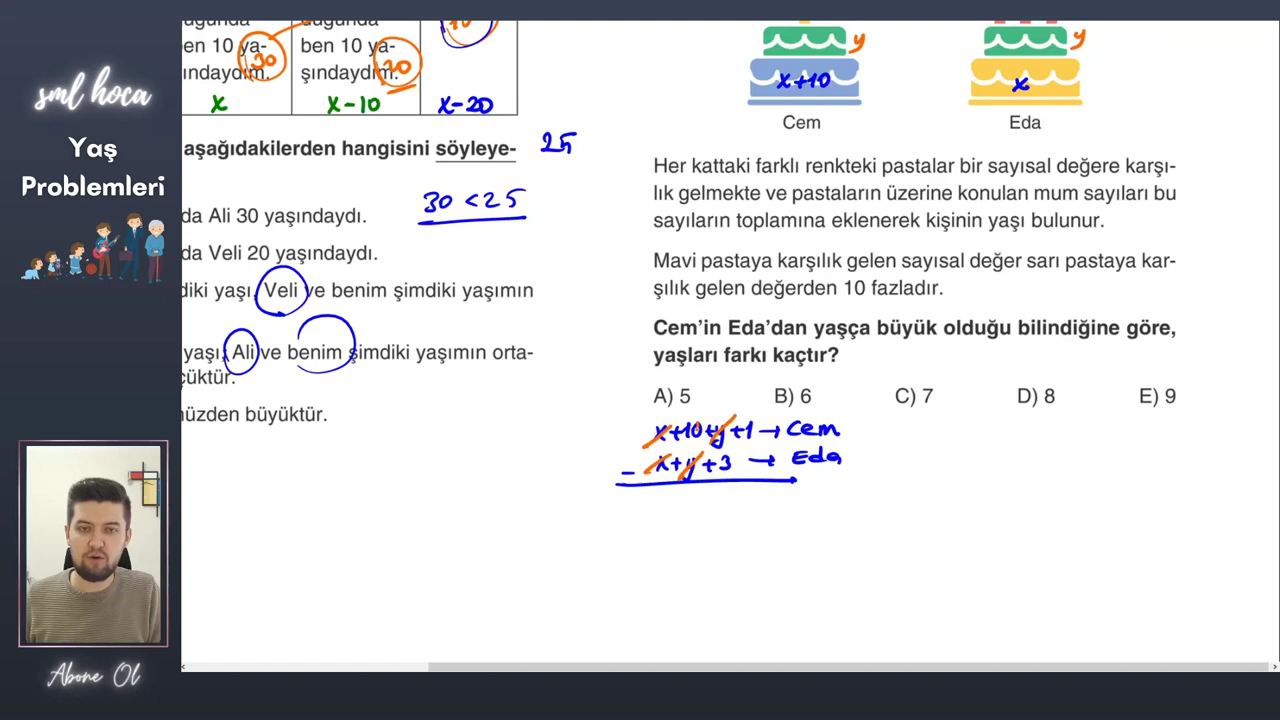 sml hoca
Yaş
Problemleri
Abone Ol
ben 10 ya-
ındaydım.
30
x
ben 10 ya-
şındaydım.
20
x-10
x-20
aşağıdakilerden hangisini söyleye-
25
30 < 25
da Ali 30 yaşındaydı.
da Veli 20 yaşındaydı.
diki yaşı, Veli ve benim şimdiki yaşımın
yaşı, Ali ve benim şimdiki yaşımın orta-
çüktür.
müzden büyüktür.
y
x+10
Cem
y
x
Eda
Her kattaki farklı renkteki pastalar bir sayısal değere karşı-
lık gelmekte ve pastaların üzerine konulan mum sayıları bu
sayıların toplamına eklenerek kişinin yaşı bulunur.
Mavi pastaya karşılık gelen sayısal değer sarı pastaya kar-
şılık gelen değerden 10 fazladır.
Cem'in Eda'dan yaşça büyük olduğu bilindiğine göre,
yaşları farkı kaçtır?
A) 5 B) 6 C) 7 D) 8 E) 9
x+10+y+1 → Cem
- x+y+3 → Eda